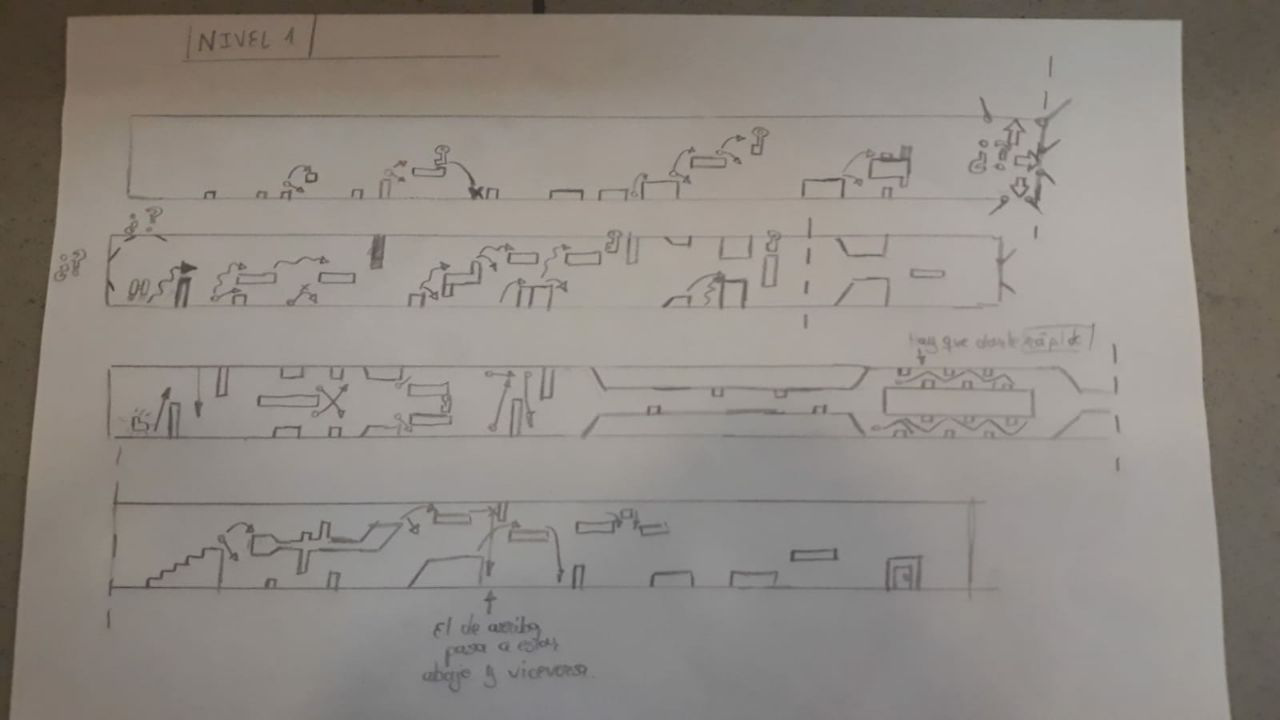 NIVEL 1
Hay que darle rápido
El de arriba
pasa a estar
abajo y viceversa.